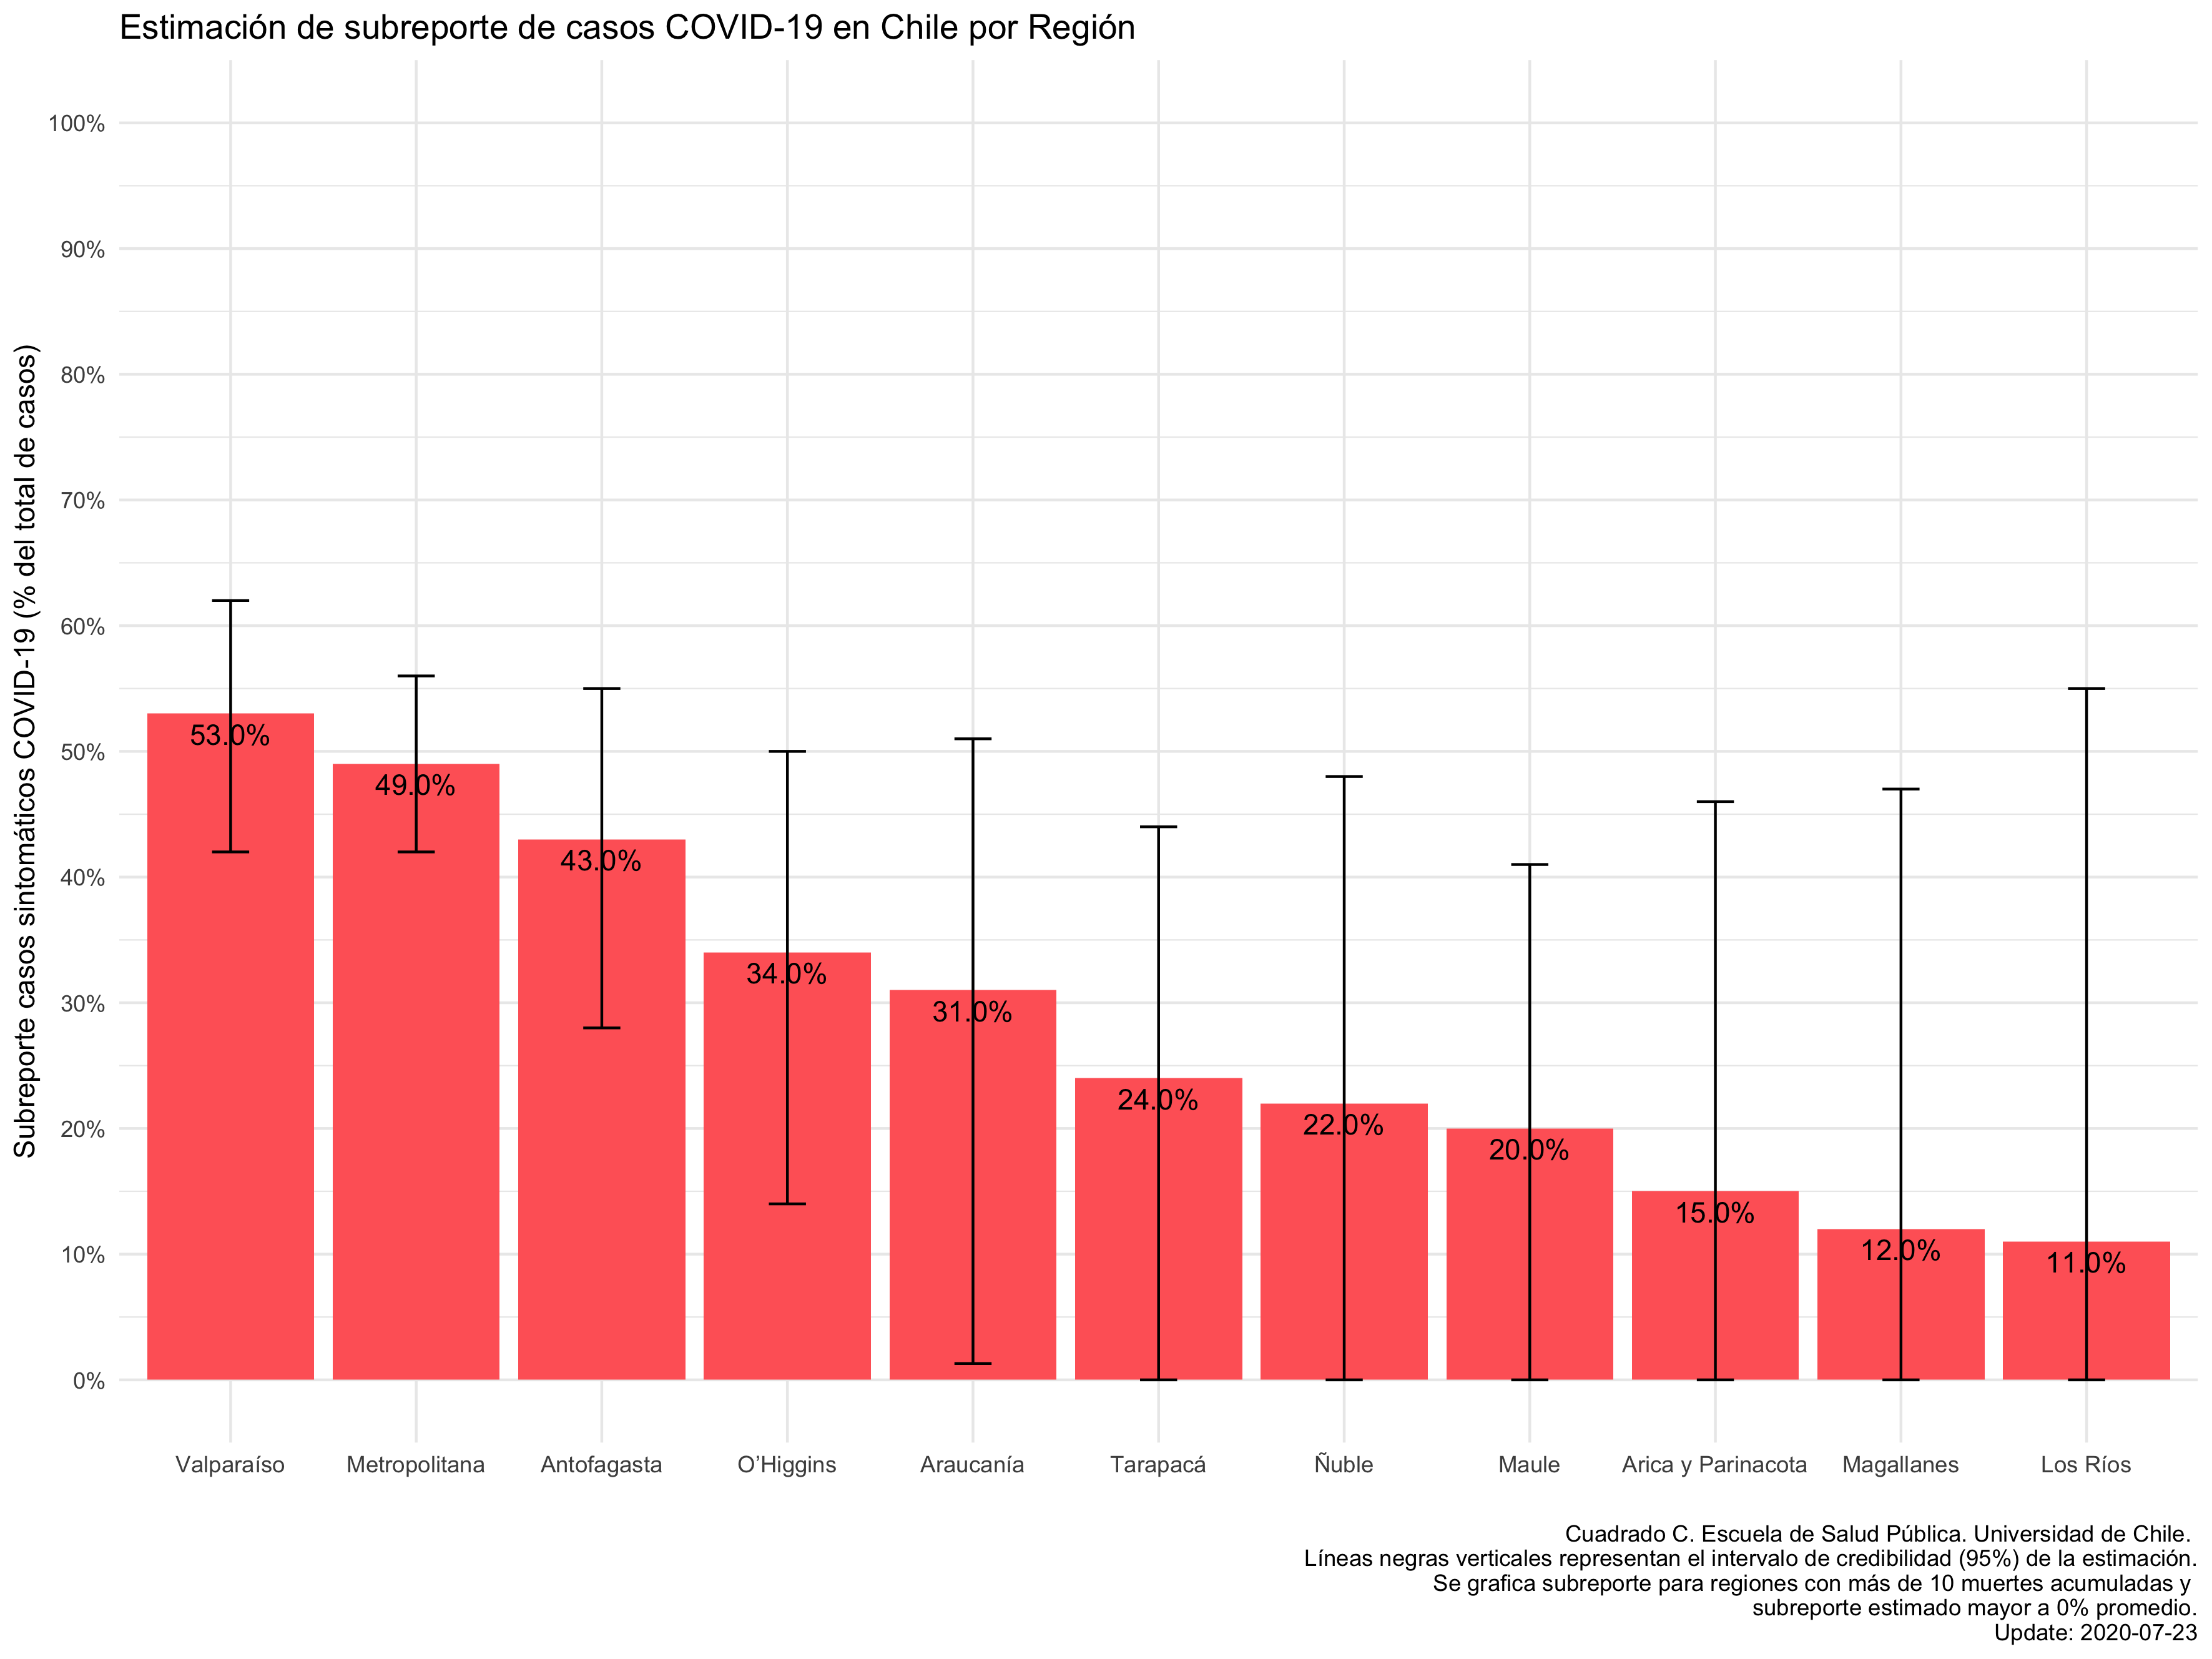 Estimación de subreporte de casos COVID-19 en Chile por Región
Subreporte casos sintomáticos COVID-19 (% del total de casos)
100%
90%
80%
70%
60%
50%
40%
30%
20%
10%
0%
53.0%
49.0%
43.0%
34.0%
31.0%
24.0%
22.0%
20.0%
15.0%
12.0%
11.0%
Valparaíso
Metropolitana
Antofagasta
O’Higgins
Araucanía
Tarapacá
Ñuble
Maule
Arica y Parinacota
Magallanes
Los Ríos
Cuadrado C. Escuela de Salud Pública. Universidad de Chile.
Líneas negras verticales representan el intervalo de credibilidad (95%) de la estimación.
Se grafica subreporte para regiones con más de 10 muertes acumuladas y
subreporte estimado mayor a 0% promedio.
Update: 2020-07-23